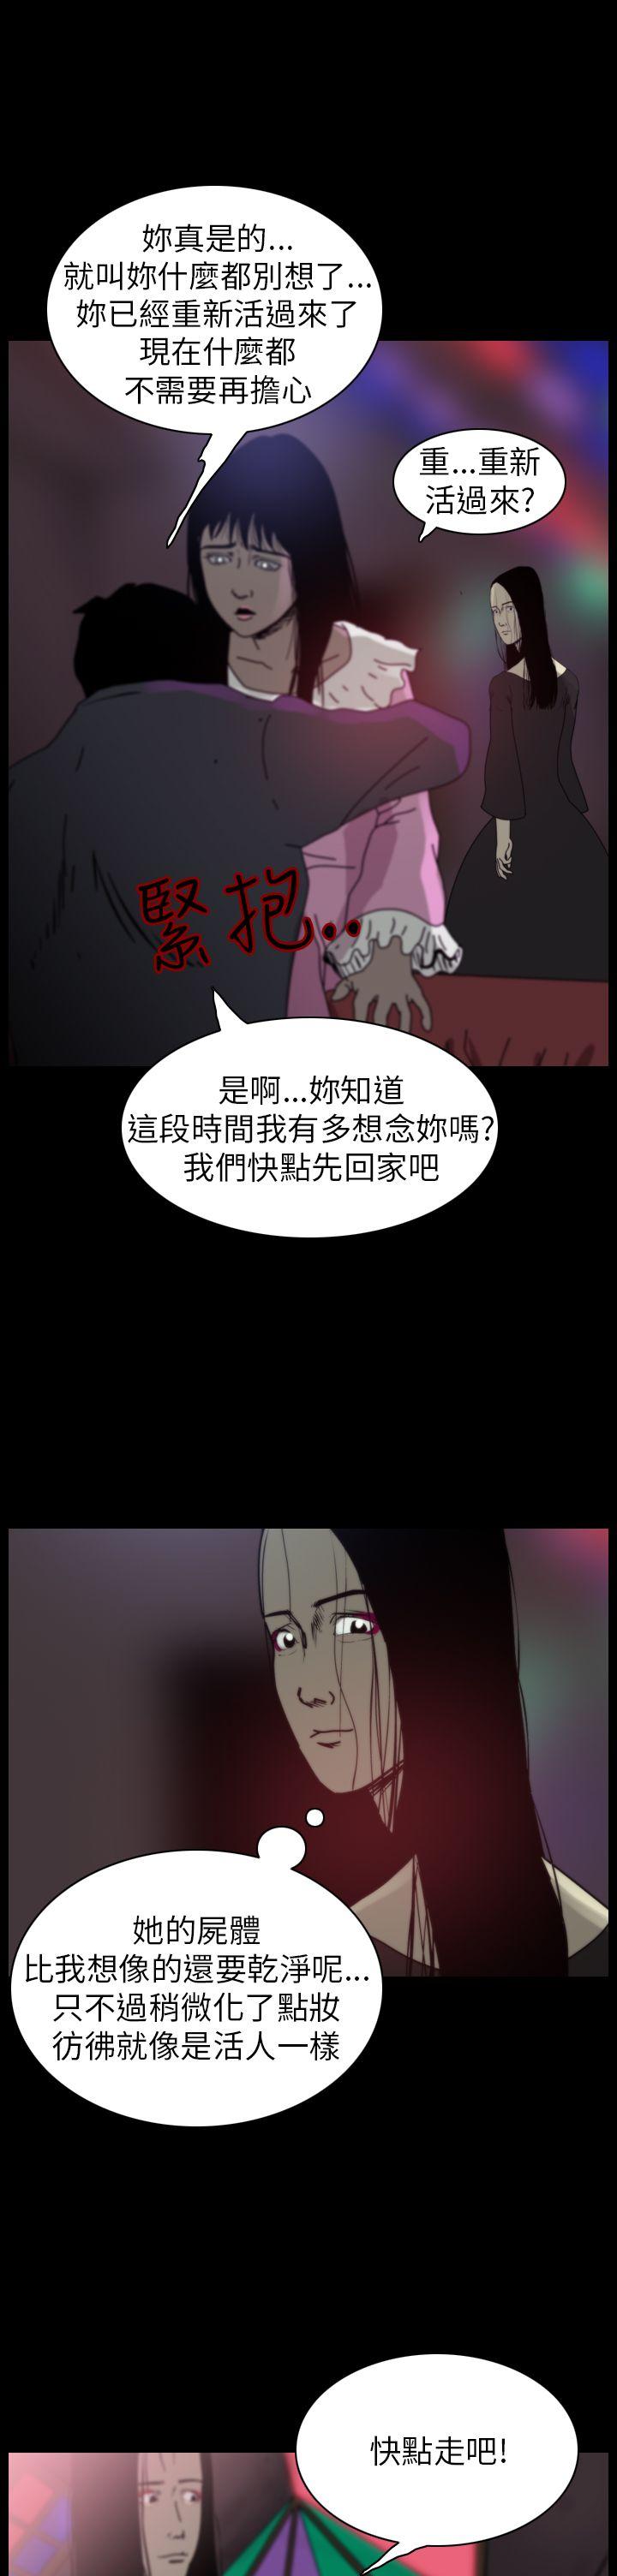 妳真是的...
就叫妳什麼都別想了...
妳已經重新活過來了
現在什麼都
不需要再擔心
重...重新
活過來?
緊抱..
是啊...妳知道
這段時間我有多想念妳嗎?
我們快點先回家吧
她的屍體
比我想像的還要乾淨呢...
只不過稍微化了點妝
彷彿就像是活人一樣
快點走吧!